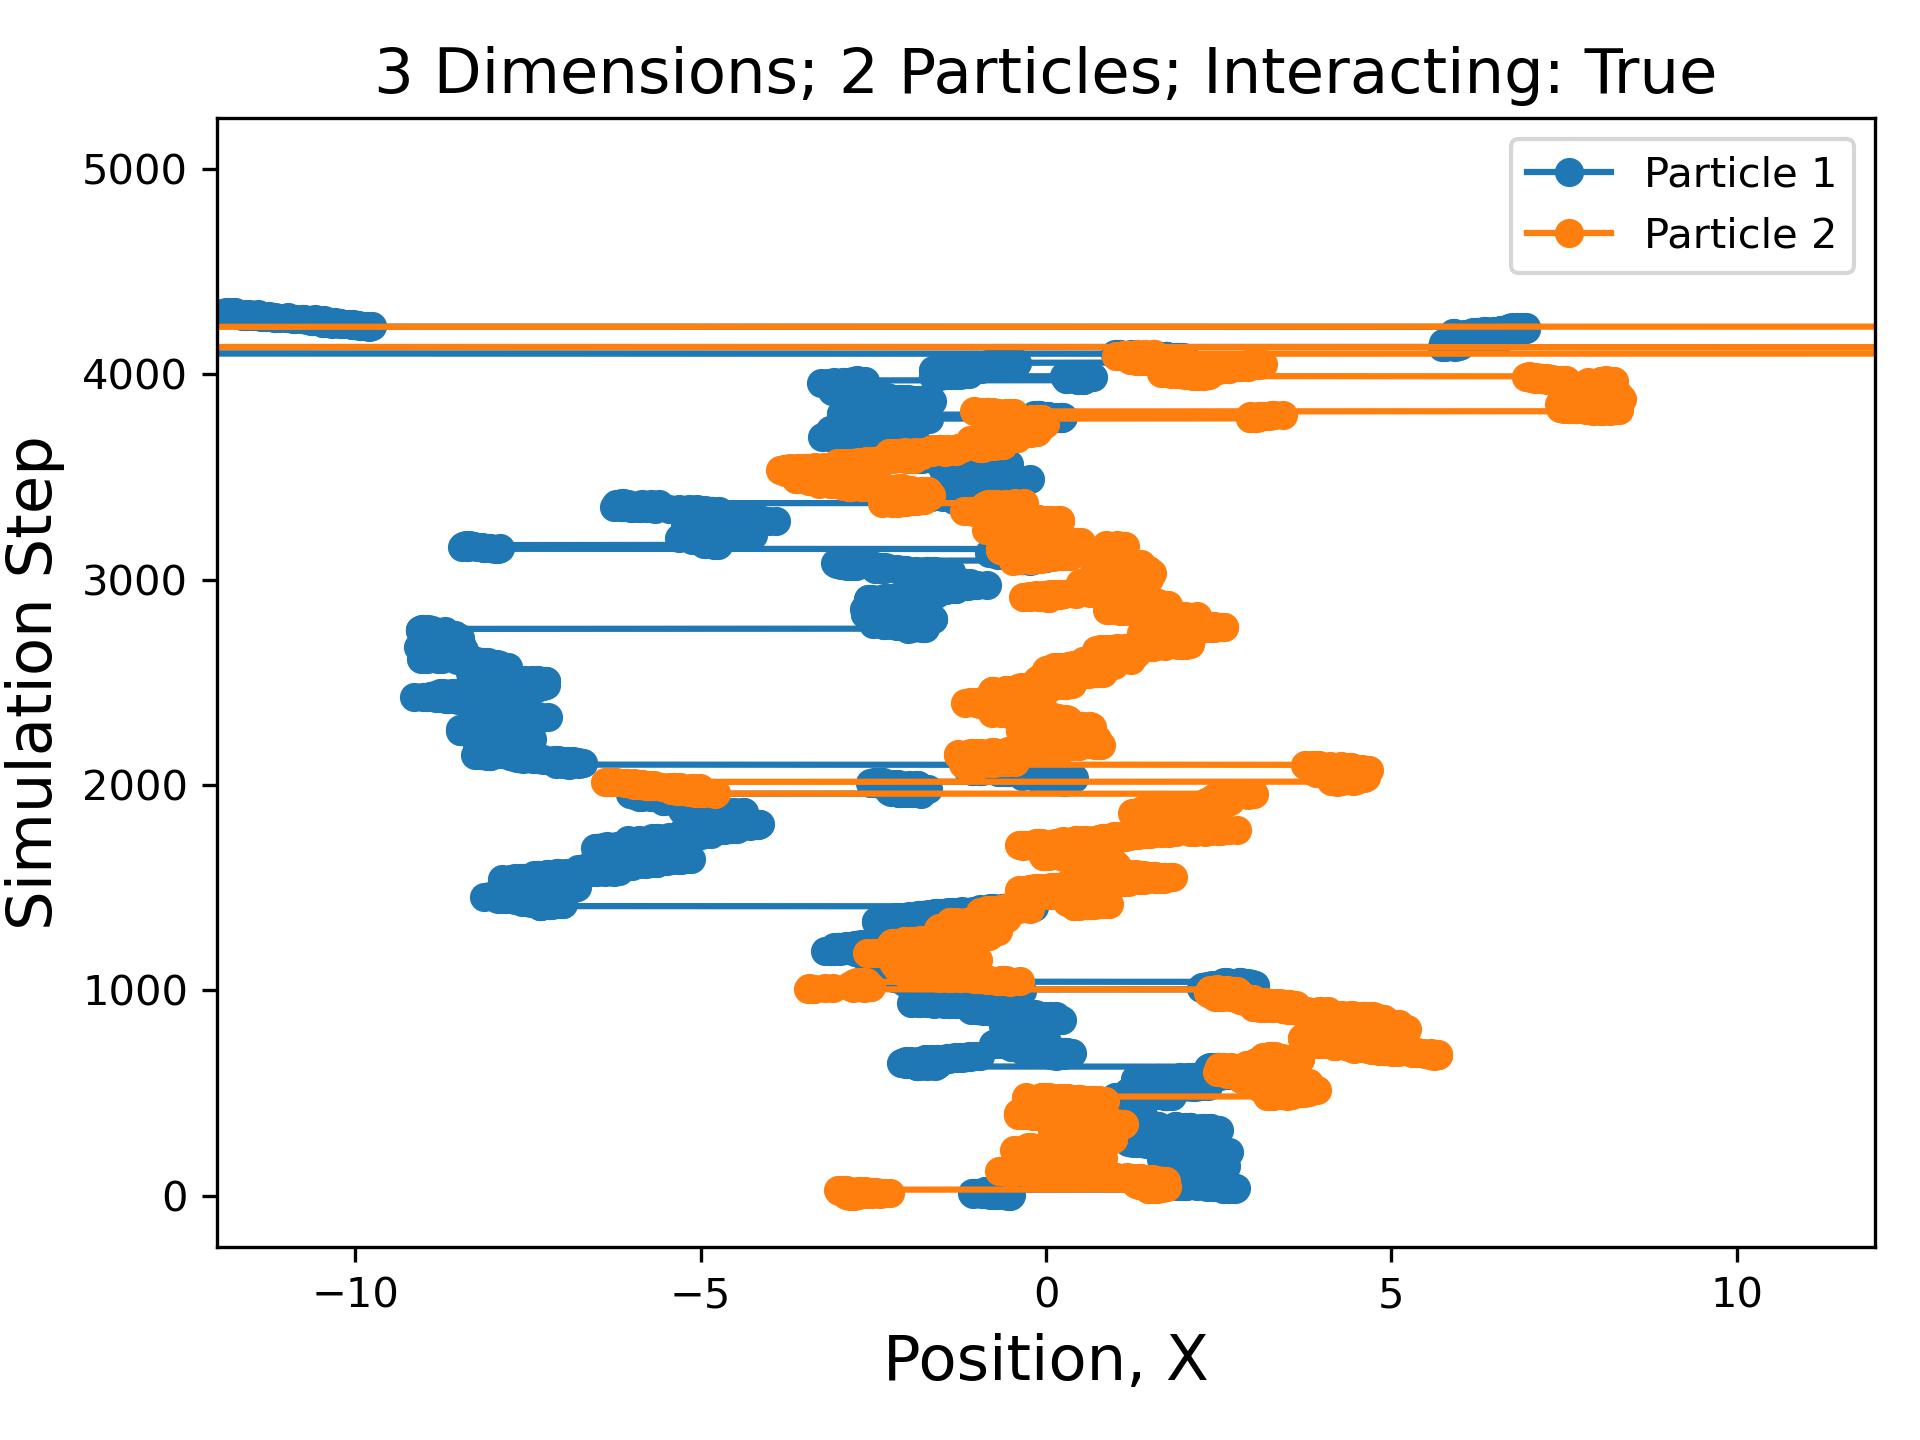 3 Dimensions; 2 Particles; Interacting: True
Particle 1
Particle 2
5000
4000
3000
2000
1000
0
Simulation Step
−10
−5
0
5
10
Position, X